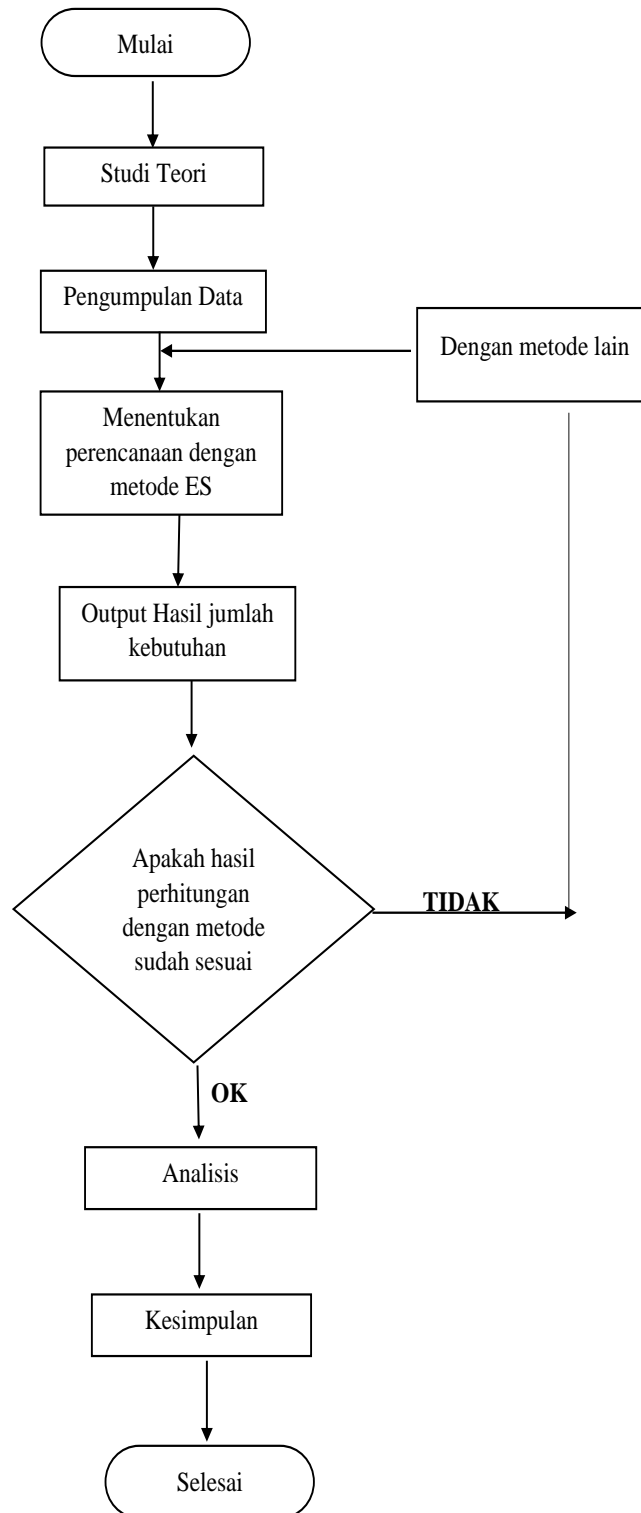 Mulai
Studi Teori
Pengumpulan Data
Dengan metode lain
Menentukan
perencanaan dengan
metode ES
Output Hasil jumlah
kebutuhan
Apakah hasil
perhitungan
dengan metode
sudah sesuai
TIDAK
OK
Analisis
Kesimpulan
Selesai